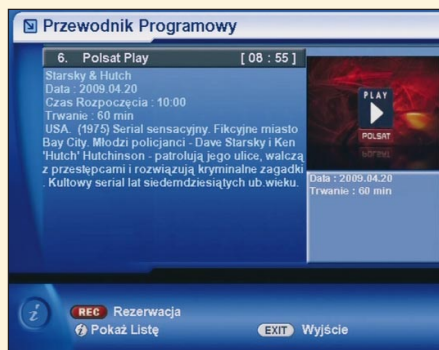 Przewodnik Programowy
6. Polsat Play [ 08 : 55 ]
Starsky & Hutch
Data : 2009.04.20
Czas Rozpoczęcia : 10:00
Trwanie : 60 min
USA. (1975) Serial sensacyjny. Fikcyjne miasto
Bay City. Młodzi policjanci - Dave Starsky i Ken
'Hutch' Hutchinson - patrolują jego ulice, walczą
z przestępcami i rozwiązują kryminalne zagadki
. Kultowy serial lat siedemdziesiątych ub.wieku.
PLAY
POLSAT
Data : 2009.04.20
Trwanie : 60 min
REC Rezerwacja
i Pokaż Listę
EXIT Wyjście